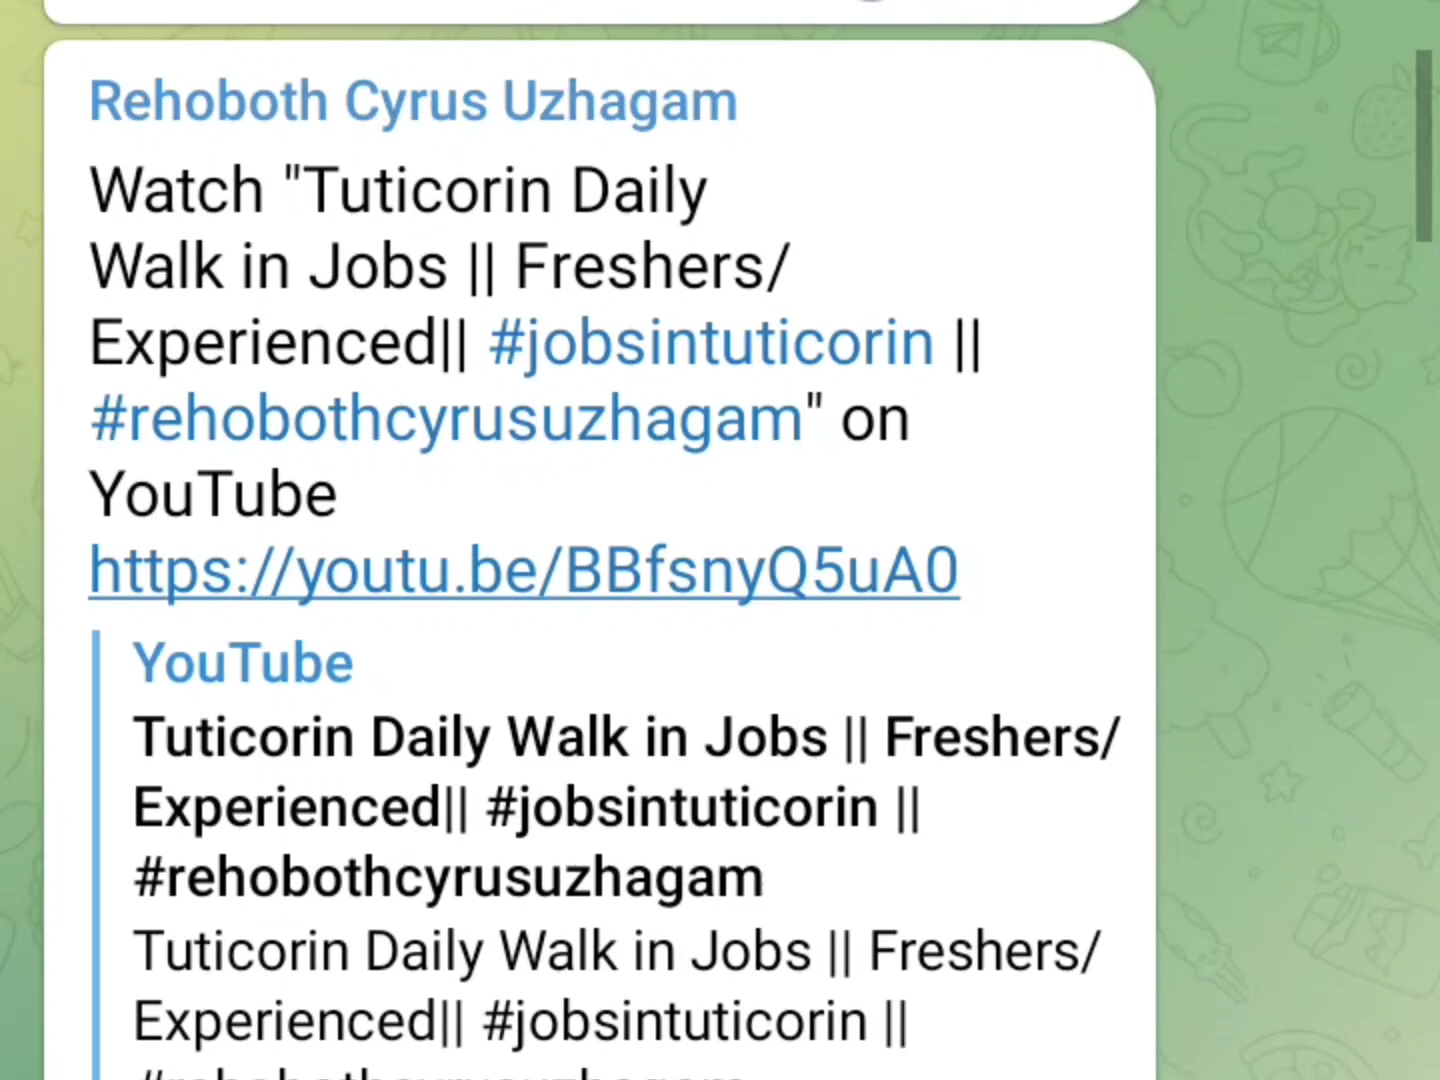 Rehoboth Cyrus Uzhagam
Watch "Tuticorin Daily
Walk in Jobs || Freshers/
Experienced|| #jobsintuticorin ||
#rehobothcyrusuzhagam" on
YouTube
https://youtu.be/BBfsnyQ5uA0
YouTube
Tuticorin Daily Walk in Jobs || Freshers/
Experienced|| #jobsintuticorin ||
#rehobothcyrusuzhagam
Tuticorin Daily Walk in Jobs || Freshers/
Experienced|| #jobsintuticorin ||
#rehobothcyrusuzhagam